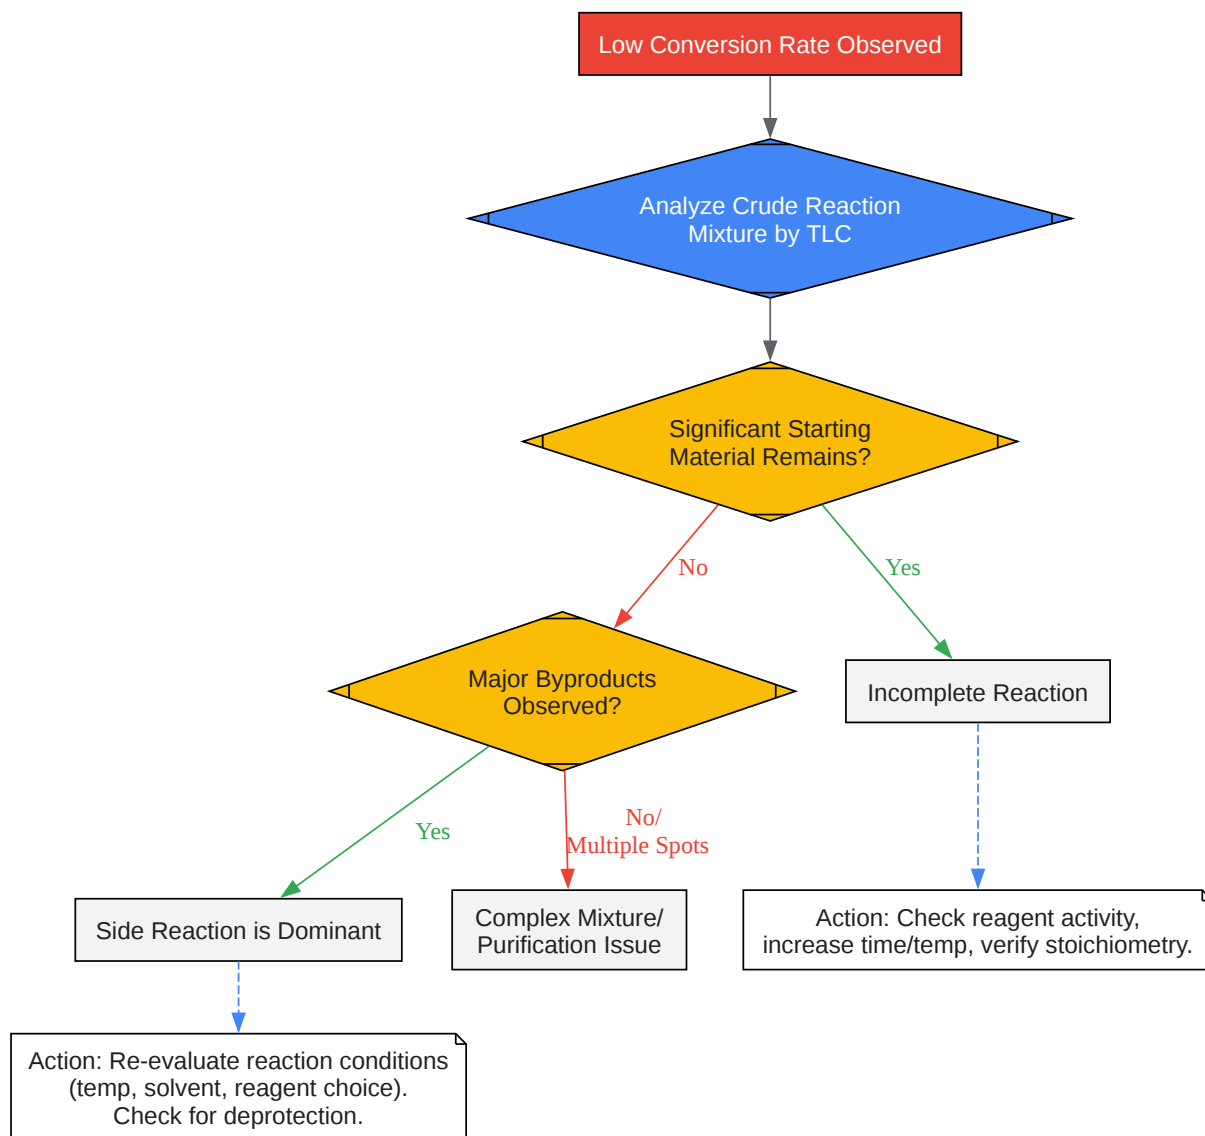 Low Conversion Rate Observed
Analyze Crude Reaction
Mixture by TLC
Significant Starting
Material Remains?
No
Yes
Major Byproducts
Observed?
Incomplete Reaction
Yes
No/
Multiple Spots
Side Reaction is Dominant
Complex Mixture/
Purification Issue
Action: Check reagent activity,
increase time/temp, verify stoichiometry.
Action: Re-evaluate reaction conditions
(temp, solvent, reagent choice).
Check for deprotection.